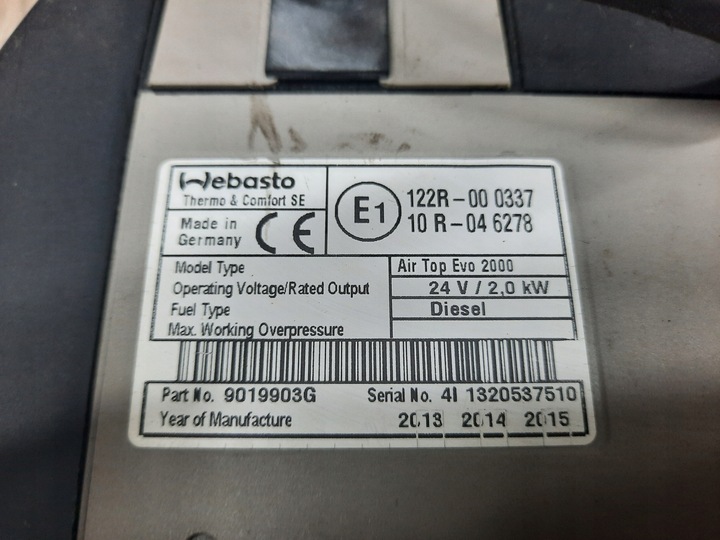 Webasto
Thermo & Comfort SE
Made in
Germany
CE
E1
122R-00 0337
10 R-04 6278
Model Type Air Top Evo 2000
Operating Voltage/Rated Output 24 V / 2,0 kW
Fuel Type Diesel
Max. Working Overpressure
Part No. 9019903G Serial No. 4I 1320537510
Year of Manufacture 2013 2014 2015